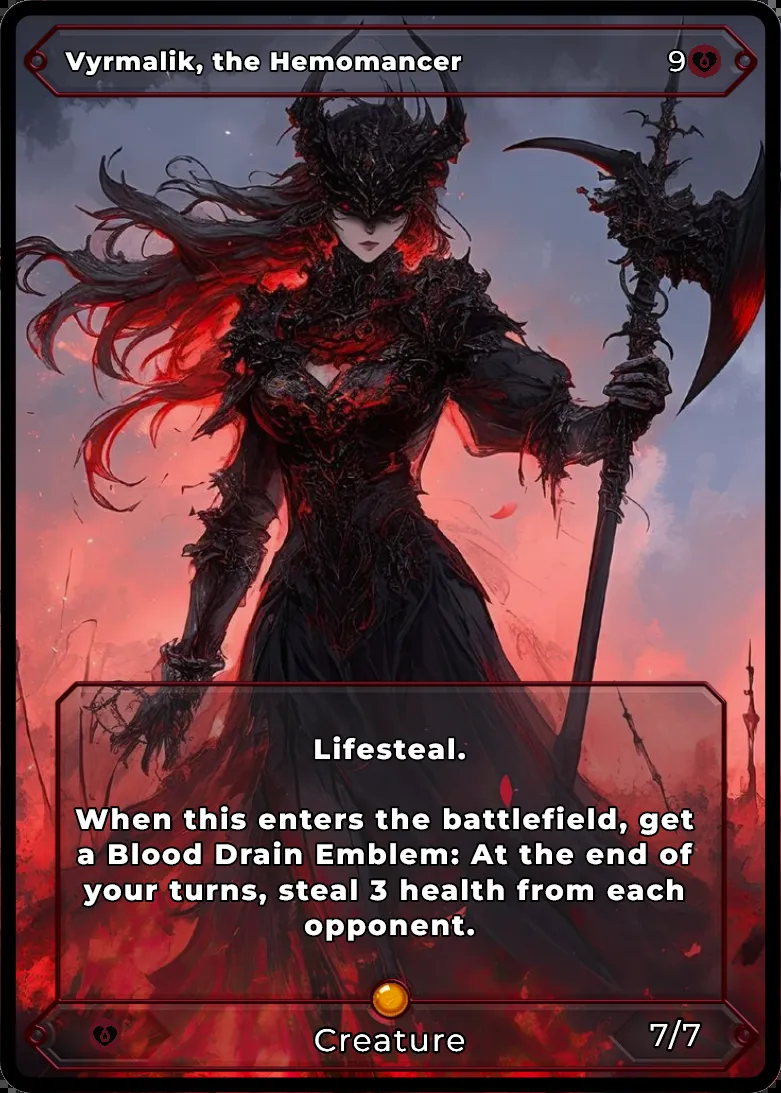 Vyrmalik, the Hemomancer
9
Lifesteal.
When this enters the battlefield, get
a Blood Drain Emblem: At the end of
your turns, steal 3 health from each
opponent.
Creature
7/7